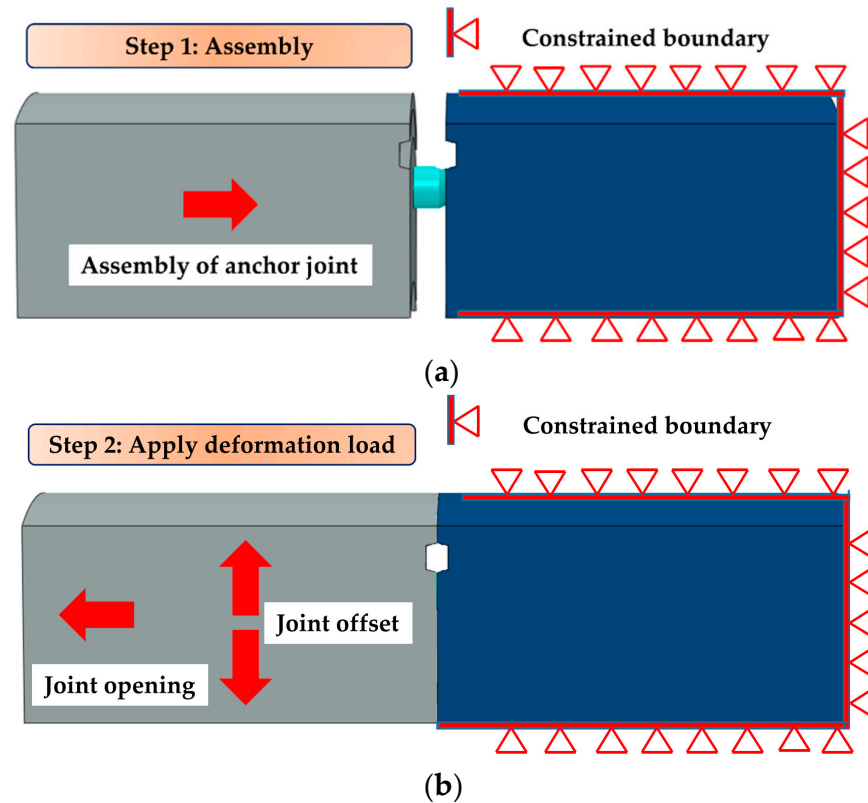 Step 1: Assembly
Constrained boundary
Assembly of anchor joint
(a)
Step 2: Apply deformation load
Constrained boundary
Joint offset
Joint opening
(b)